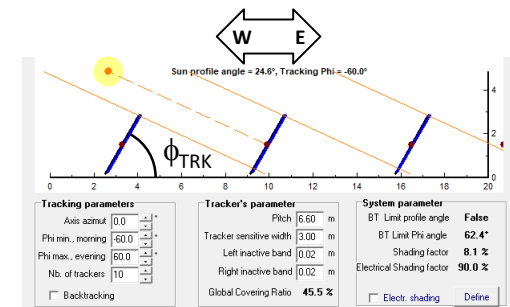 W E
Sun profile angle = 24.6°, Tracking Phi = -60.0°
4
2
ϕTRK
0
0 2 4 6 8 10 12 14 16 18 20
Tracking parameters
Axis azimut 0.0 °
Phi min., morning -60.0 °
Phi max., evening 60.0 °
Nb. of trackers 10
Backtracking
Tracker's parameter
Pitch 6.60 m
Tracker sensitive width 3.00 m
Left inactive band 0.02 m
Right inactive band 0.02 m
Global Covering Ratio 45.5 %
System parameter
BT Limit profile angle False
BT Limit Phi angle 62.4°
Shading factor 8.1 %
Electrical Shading factor 90.0 %
Electr. shading Define